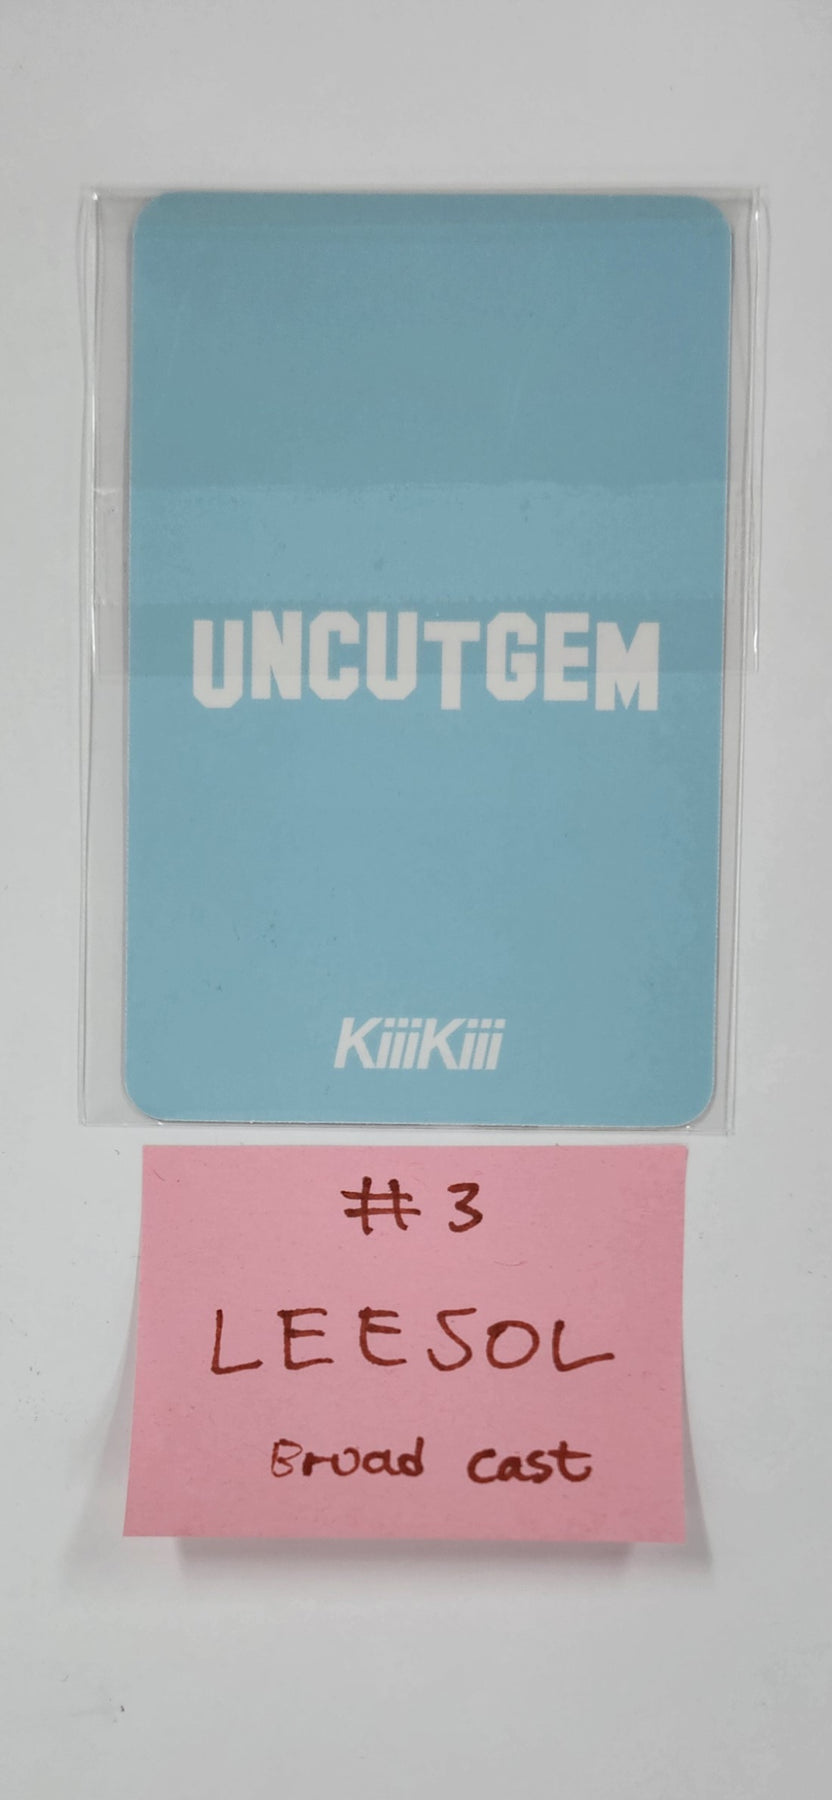 UNCUTGEM
KiiiKiii
# 3
LEESOL
Broad cast